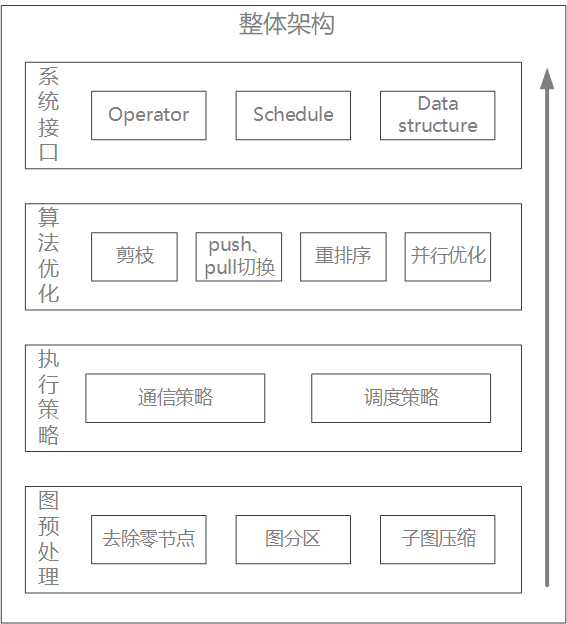 整体架构
系统接口
Operator
Schedule
Data
structure
算法优化
剪枝
push、
pull切换
重排序
并行优化
执行策略
通信策略
调度策略
图预处理
去除零节点
图分区
子图压缩